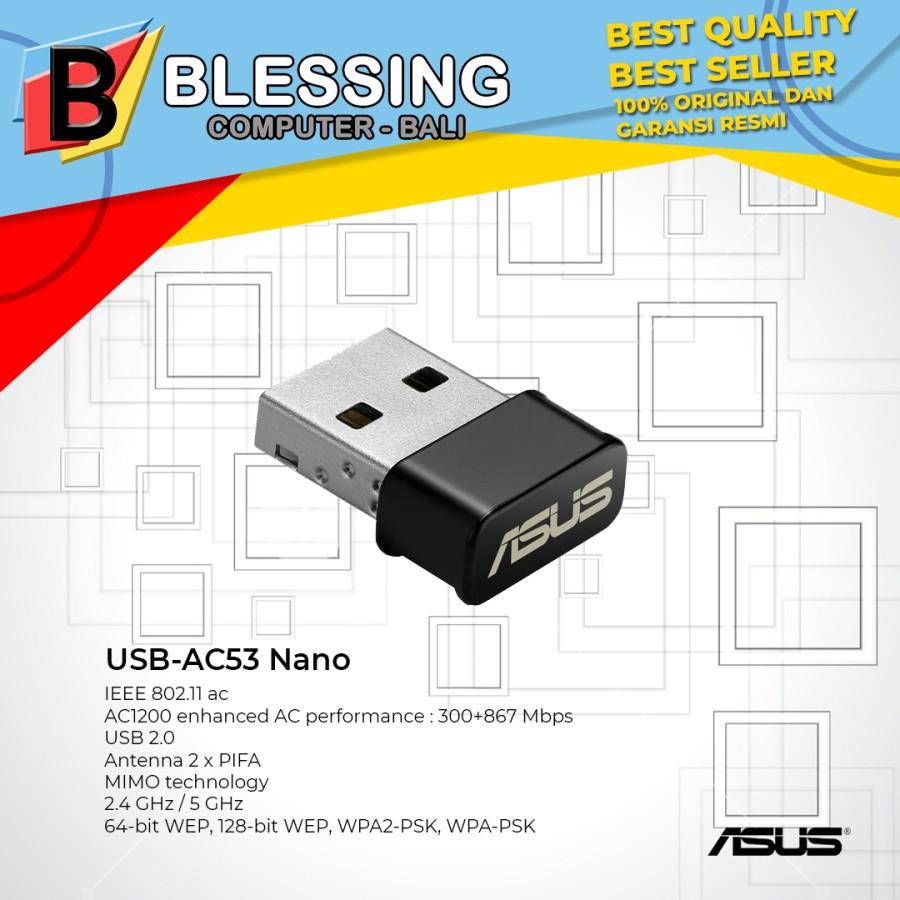 B
BLESSING
COMPUTER - BALI
BEST QUALITY
BEST SELLER
100% ORIGINAL DAN
GARANSI RESMI
ASUS
USB-AC53 Nano
IEEE 802.11 ac
AC1200 enhanced AC performance : 300+867 Mbps
USB 2.0
Antenna 2 x PIFA
MIMO technology
2.4 GHz / 5 GHz
64-bit WEP, 128-bit WEP, WPA2-PSK, WPA-PSK
ASUS®